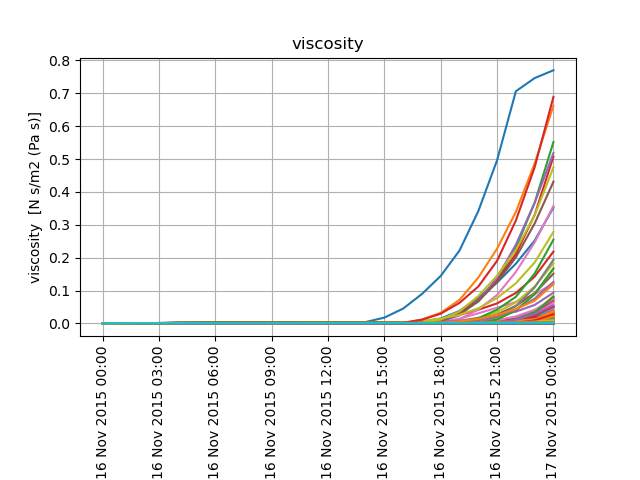 viscosity
viscosity [N s/m2 (Pa s)]
0.8
0.7
0.6
0.5
0.4
0.3
0.2
0.1
0.0
16 Nov 2015 00:00
16 Nov 2015 03:00
16 Nov 2015 06:00
16 Nov 2015 09:00
16 Nov 2015 12:00
16 Nov 2015 15:00
16 Nov 2015 18:00
16 Nov 2015 21:00
17 Nov 2015 00:00